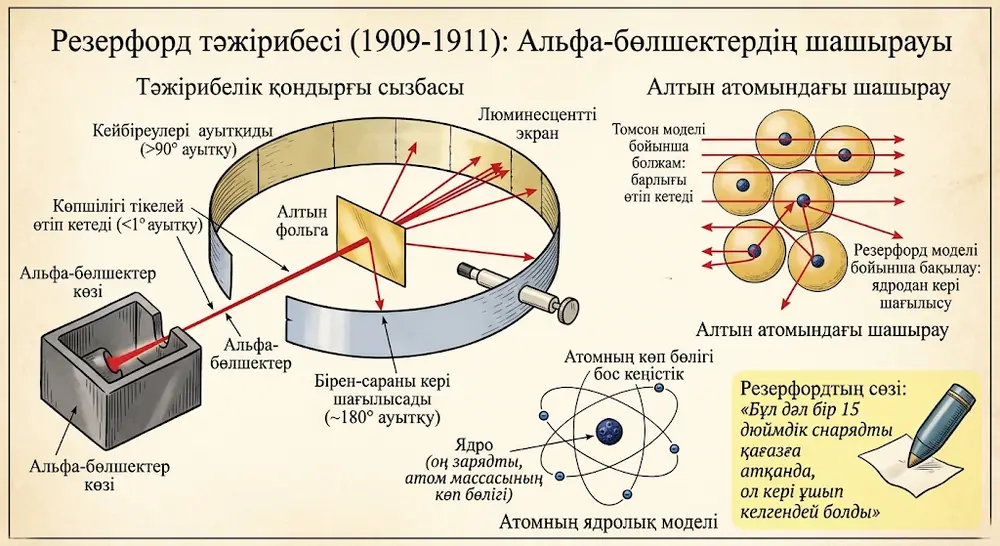 Резерфорд тәжірибесі (1909-1911): Альфа-бөлшектердің шашырауы
Тәжірибелік қондырғы сызбасы
Кейбіреулері ауытқиды
(>90° ауытқу)
Люминесцентті
экран
Көпшілігі тікелей
өтіп кетеді (<1° ауытқу)
Алтын
фольга
Альфа-бөлшектер
көзі
Альфа-
бөлшектер
Бірен-сараны кері
шағылысады
(~180° ауытқу)
Альфа-бөлшектер
көзі
Алтын атомындағы шашырау
Томсон моделі
бойынша
болжам:
барлығы
өтіп кетеді
Резерфорд моделі
бойынша бақылау:
ядродан кері
шағылысу
Алтын атомындағы шашырау
Атомның көп бөлігі
бос кеңістік
Ядро
(оң зарядты,
атом массасының
көп бөлігі)
Атомның ядролық моделі
Резерфордтың сөзі:
«Бұл дәл бір 15
дюймдік снарядты
қағазға
атқанда,
ол кері ұшып
келгендей болды»